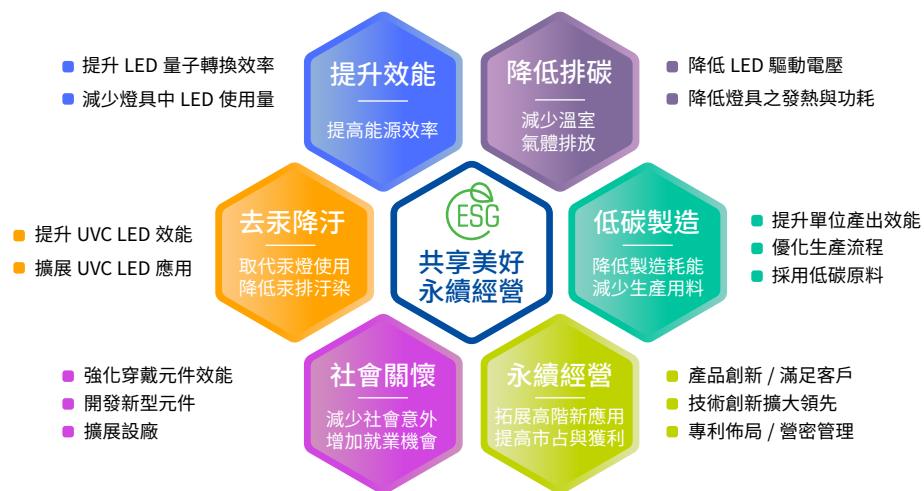 提升 LED 量子轉換效率
減少燈具中 LED 使用量
提升效能
提高能源效率
降低排碳
減少溫室
氣體排放
降低 LED 驅動電壓
降低燈具之發熱與功耗
提升 UVC LED 效能
擴展 UVC LED 應用
去汞降汙
取代汞燈使用
降低汞排汙染
ESG
共享美好
永續經營
低碳製造
降低製造耗能
減少生產用料
提升單位產出效能
優化生產流程
採用低碳原料
強化穿戴元件效能
開發新型元件
擴展設廠
社會關懷
減少社會意外
增加就業機會
永續經營
拓展高階新應用
提高市占與獲利
產品創新 / 滿足客戶
技術創新擴大領先
專利佈局 / 營密管理